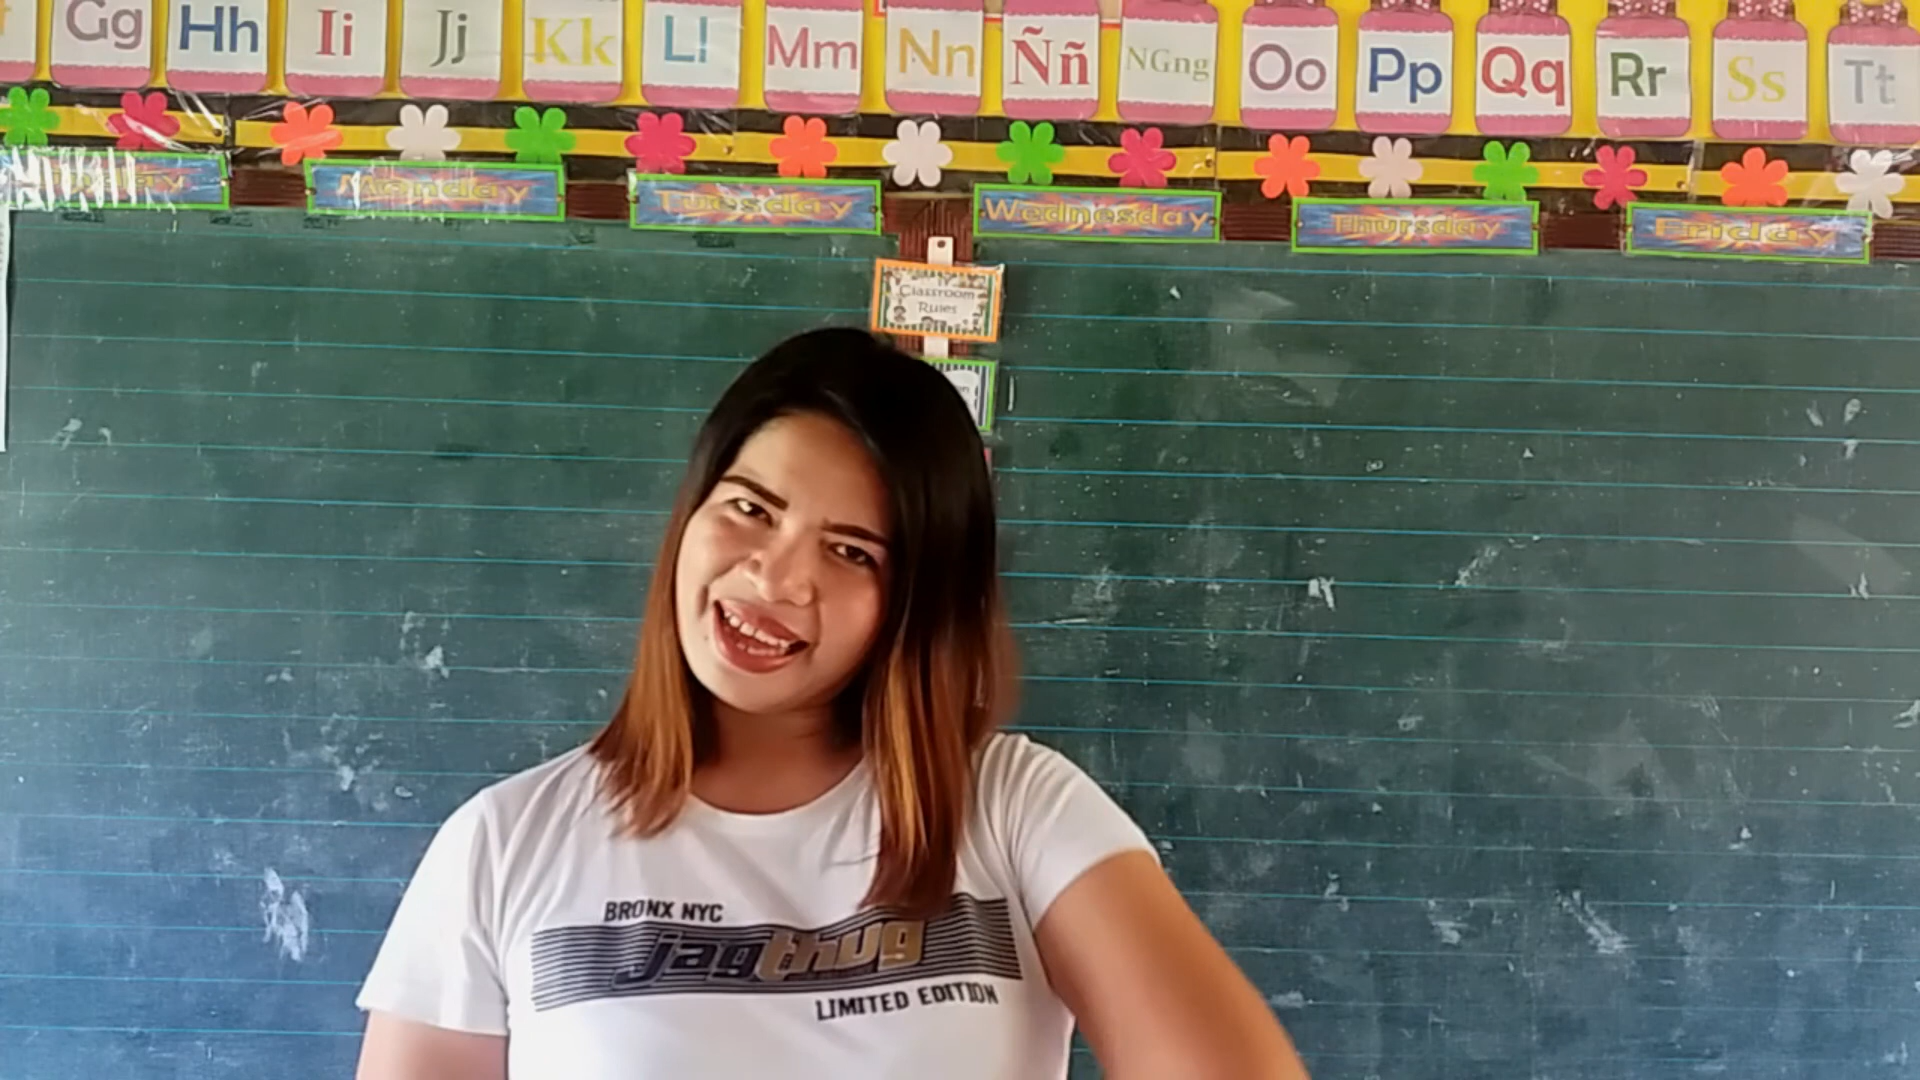 Gg Hh Ii Jj Kk Ll Mm Nn Ññ NGng Oo Pp Qq Rr Ss Tt
Monday Tuesday Wednesday Thursday Friday
Classroom
Rules
BRONX NYC
jagthug
LIMITED EDITION